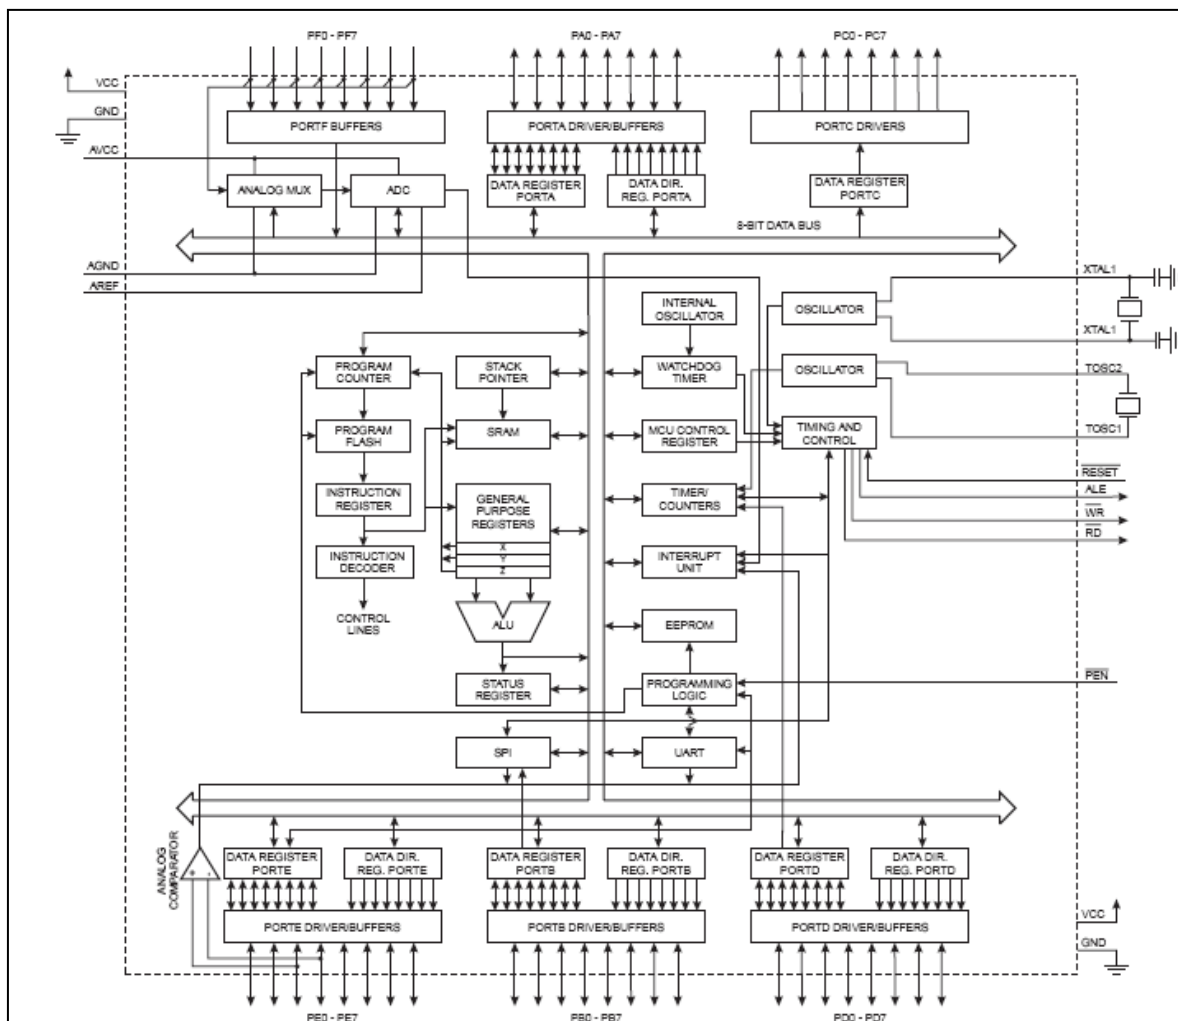 PF0 - PF7
PA0 - PA7
PC0 - PC7
VCC
GND
AVCC
PORTF BUFFERS
PORTA DRIVER/BUFFERS
PORTC DRIVERS
ANALOG MUX
ADC
DATA REGISTER
PORTA
DATA DIR.
REG. PORTA
DATA REGISTER
PORTC
8-BIT DATA BUS
AGND
AREF
XTAL1
XTAL1
INTERNAL
OSCILLATOR
OSCILLATOR
PROGRAM
COUNTER
STACK
POINTER
WATCHDOG
TIMER
OSCILLATOR
TOSC2
TOSC1
PROGRAM
FLASH
SRAM
MCU CONTROL
REGISTER
TIMING AND
CONTROL
RESET
ALE
WR
RD
INSTRUCTION
REGISTER
GENERAL
PURPOSE
REGISTERS
X
Y
Z
TIMER/
COUNTERS
INSTRUCTION
DECODER
INTERRUPT
UNIT
CONTROL
LINES
ALU
EEPROM
STATUS
REGISTER
PROGRAMMING
LOGIC
PEN
SPI
UART
ANALOG
COMPARATOR
+
-
DATA REGISTER
PORTE
DATA DIR.
REG. PORTE
DATA REGISTER
PORTB
DATA DIR.
REG. PORTB
DATA REGISTER
PORTD
DATA DIR.
REG. PORTD
PORTE DRIVER/BUFFERS
PORTB DRIVER/BUFFERS
PORTD DRIVER/BUFFERS
VCC
GND
PE0 - PE7
PB0 - PB7
PD0 - PD7